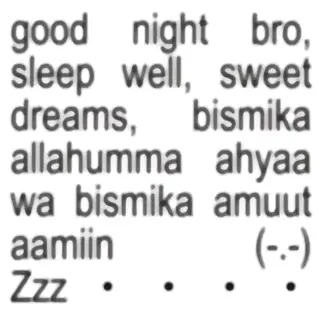 good night bro,
sleep well, sweet
dreams, bismika
allahumma ahyaa
wa bismika amuut
aamiin (-.-)
Zzz • • • •